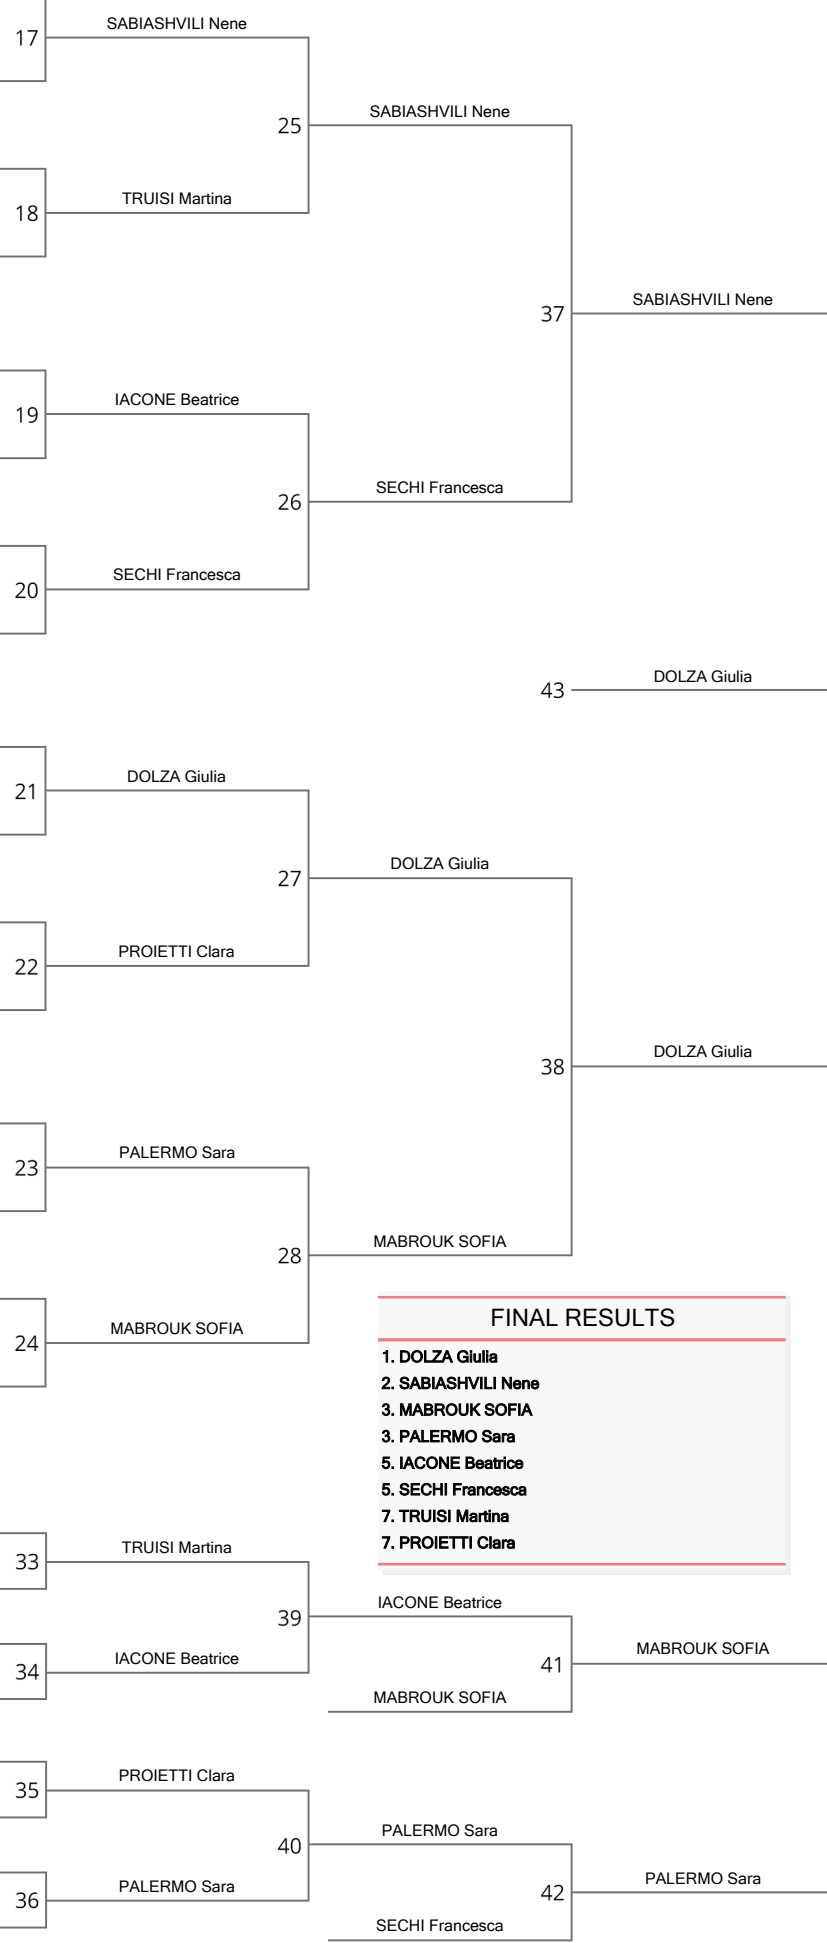 SABIASHVILI Nene
17
SABIASHVILI Nene
25
TRUISI Martina
18
SABIASHVILI Nene
37
IACONE Beatrice
19
SECHI Francesca
26
SECHI Francesca
20
DOLZA Giulia
43
DOLZA Giulia
21
DOLZA Giulia
27
PROIETTI Clara
22
DOLZA Giulia
38
PALERMO Sara
23
MABROUK SOFIA
28
MABROUK SOFIA
24
FINAL RESULTS
1. DOLZA Giulia
2. SABIASHVILI Nene
3. MABROUK SOFIA
3. PALERMO Sara
5. IACONE Beatrice
5. SECHI Francesca
7. TRUISI Martina
7. PROIETTI Clara
TRUISI Martina
33
IACONE Beatrice
39
IACONE Beatrice
34
MABROUK SOFIA
41
MABROUK SOFIA
PROIETTI Clara
35
PALERMO Sara
40
PALERMO Sara
36
PALERMO Sara
42
SECHI Francesca